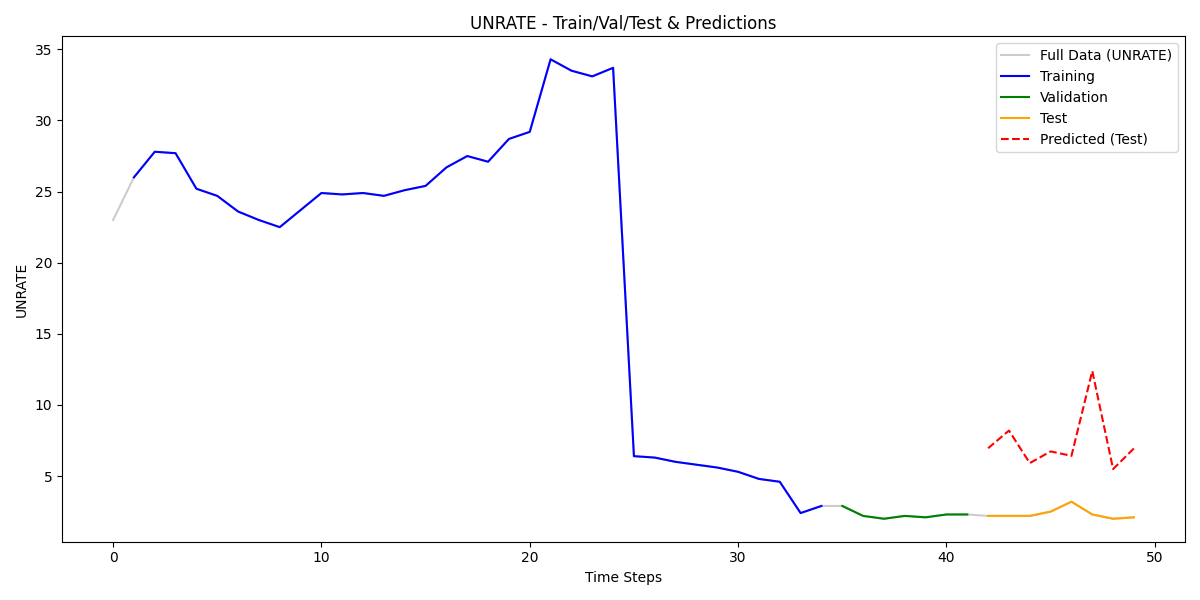 UNRATE - Train/Val/Test & Predictions
Full Data (UNRATE)
Training
Validation
Test
Predicted (Test)
UNRATE
35
30
25
20
15
10
5
0 10 20 30 40 50
Time Steps